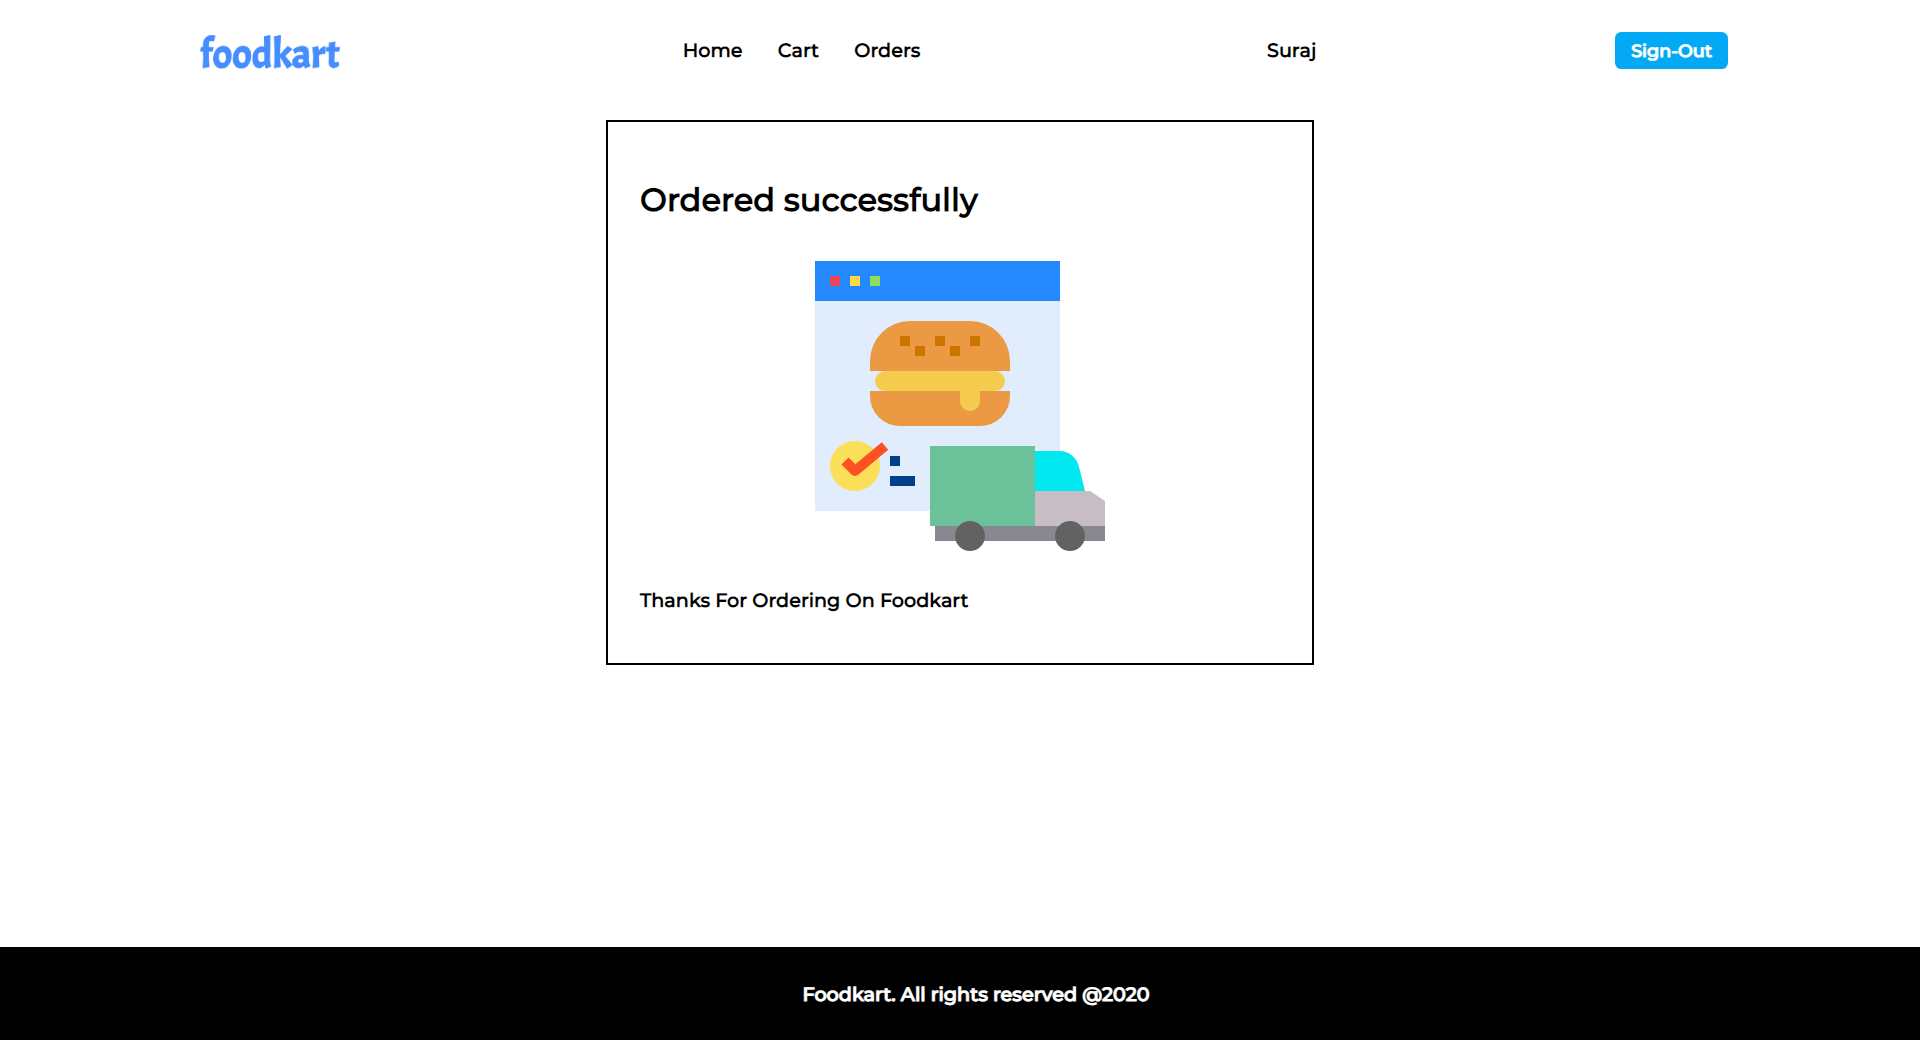 foodkart
Home Cart Orders
Suraj
Sign-Out
Ordered successfully
Thanks For Ordering On Foodkart
Foodkart. All rights reserved @2020